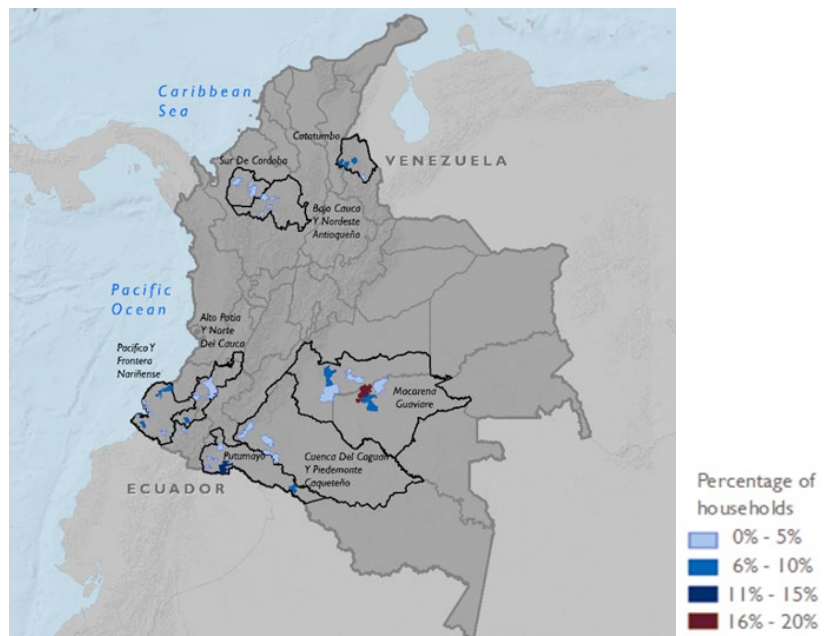 Caribbean
Sea
Catatumbo
VENEZUELA
Sur De Cordoba
Bajo Cauca
Y Nordeste
Antioqueño
Pacific
Ocean
Alto Patia
Y Norte
Del Cauca
Pacifico Y
Frontera
Nariñense
Macarena
Guaviare
Putumayo
Cuenca Del Caguan
Y Piedemonte
Caqueteño
ECUADOR
Percentage of
households
0% - 5%
6% - 10%
11% - 15%
16% - 20%